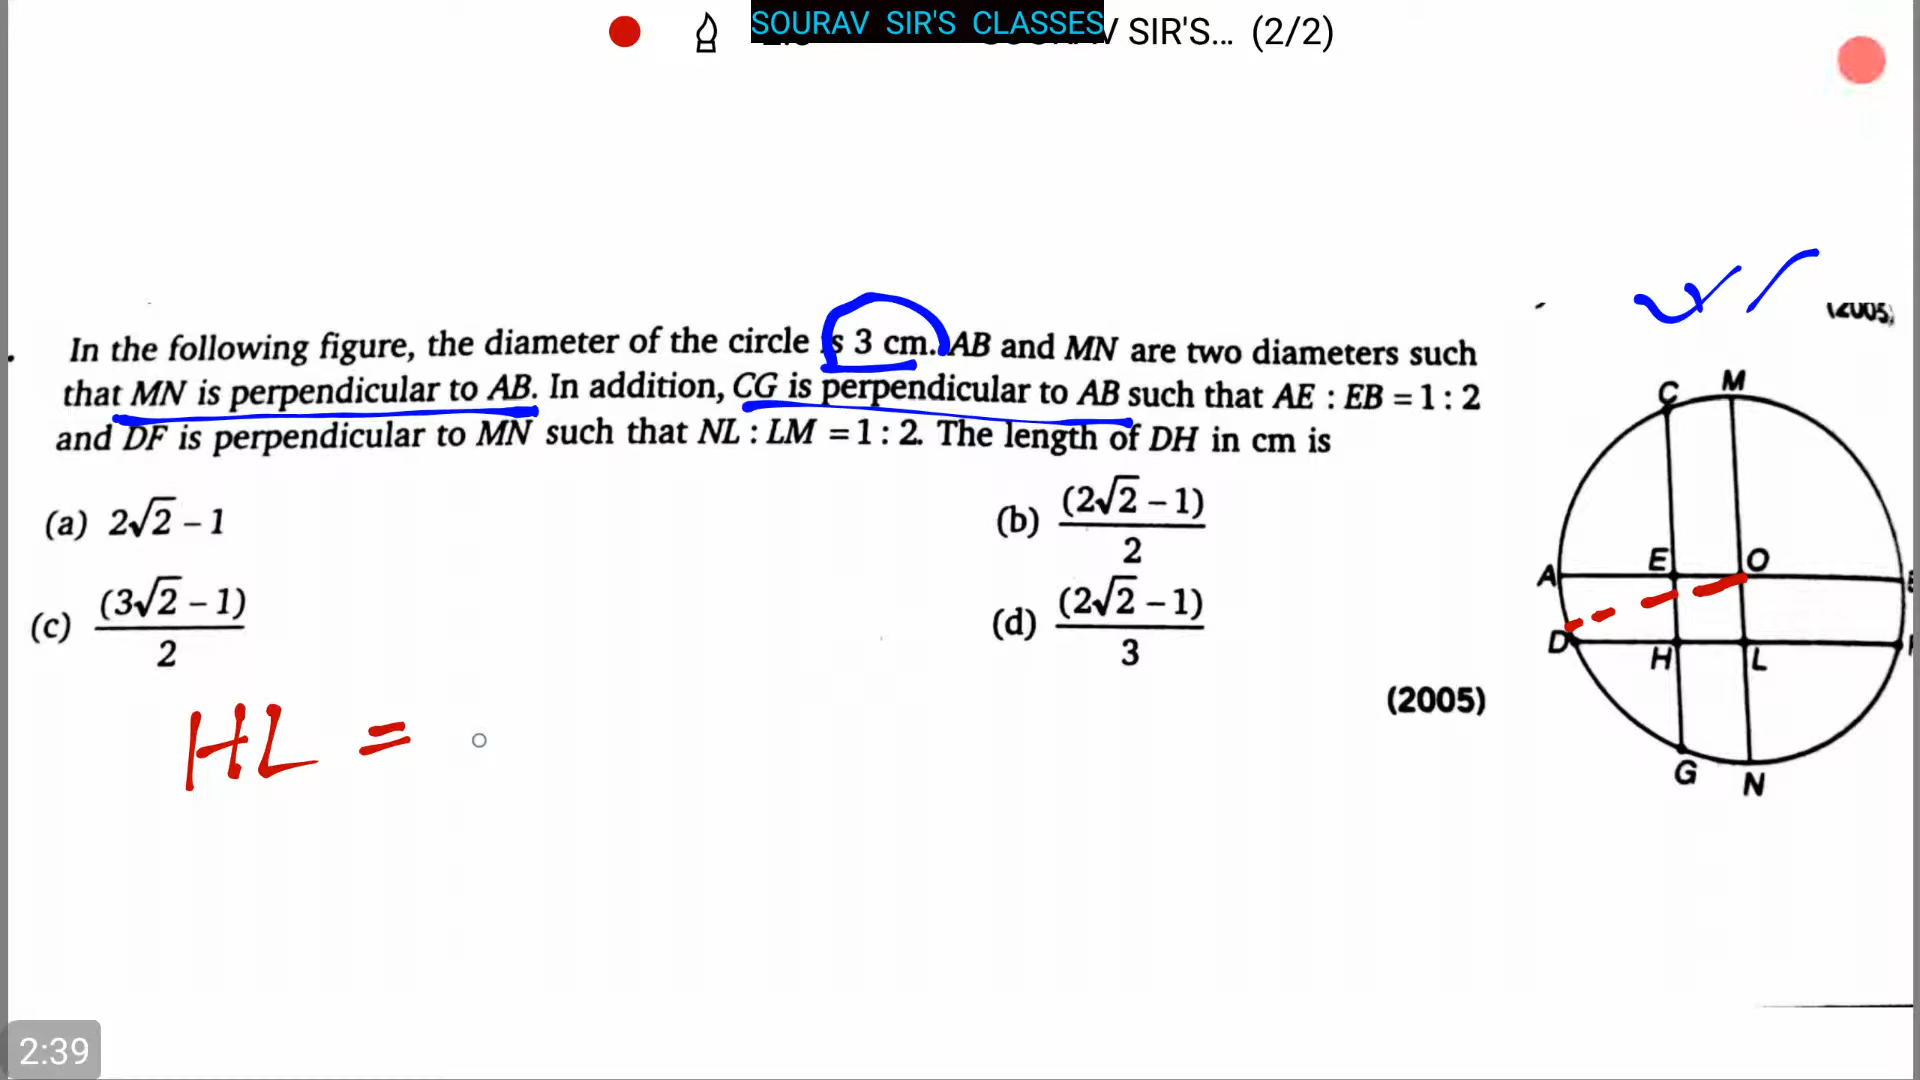 SOURAV SIR'S CLASSES
V SIR'S... (2/2)
(2005)
In the following figure, the diameter of the circle is 3 cm. AB and MN are two diameters such
that MN is perpendicular to AB. In addition, CG is perpendicular to AB such that AE : EB = 1 : 2
and DF is perpendicular to MN such that NL : LM = 1 : 2. The length of DH in cm is
(a) 2√2 – 1
(b) (2√2 – 1)
2
(c) (3√2 – 1)
2
(d) (2√2 – 1)
3
(2005)
HL =
C M
A E O
D H L
G N
2:39